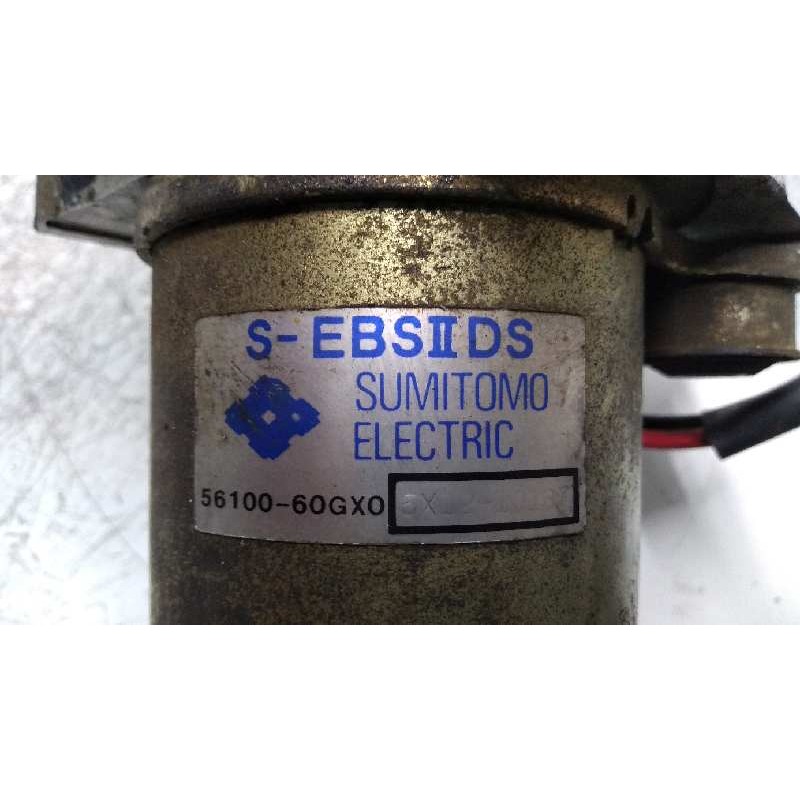 S-EBSⅡDS
SUMITOMO
ELECTRIC
56100-60GX0